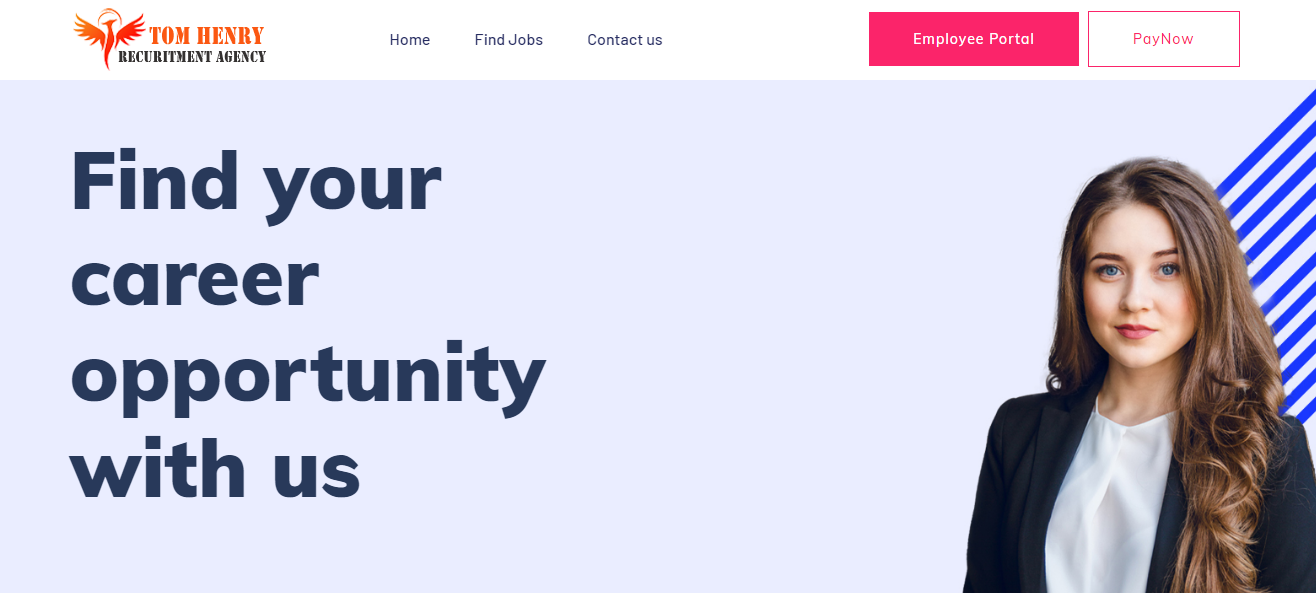 TOM HENRY
RECURITMENT AGENCY
Home
Find Jobs
Contact us
Employee Portal
PayNow
Find your
career
opportunity
with us